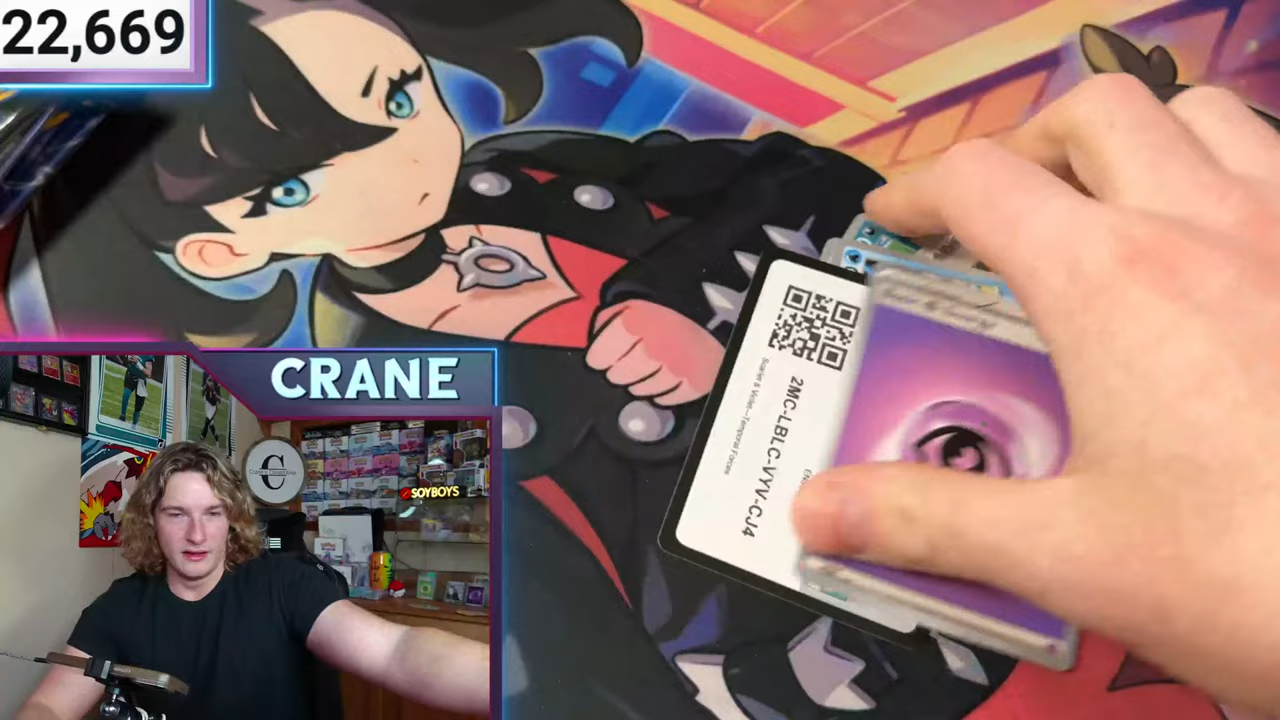 22,669
CRANE
C
SOYBOYS
2MC-LBLC-VYV-CJ4
Scarlet & Violet—Temporal Forces